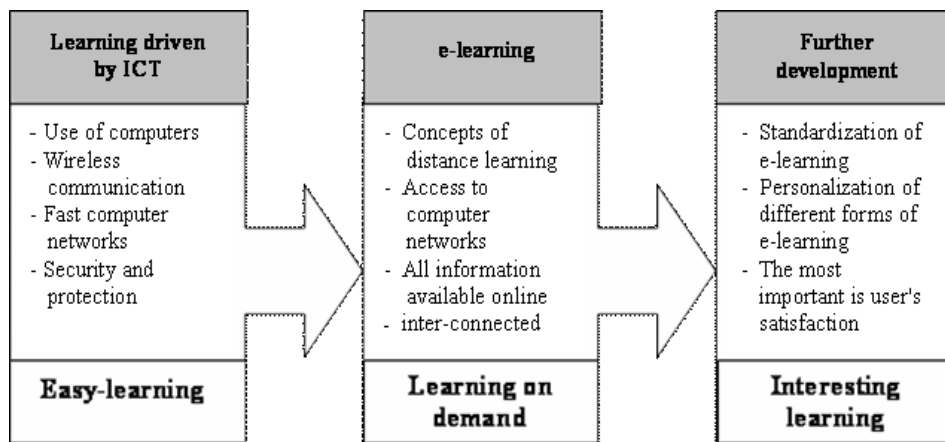 Learning driven
by ICT
- Use of computers
- Wireless
communication
- Fast computer
networks
- Security and
protection
Easy-learning
e-learning
- Concepts of
distance learning
- Access to
computer
networks
- All information
available online
- inter-connected
Learning on
demand
Further
development
- Standardization of
e-learning
- Personalization of
different forms of
e-learning
- The most
important is user's
satisfaction
Interesting
learning